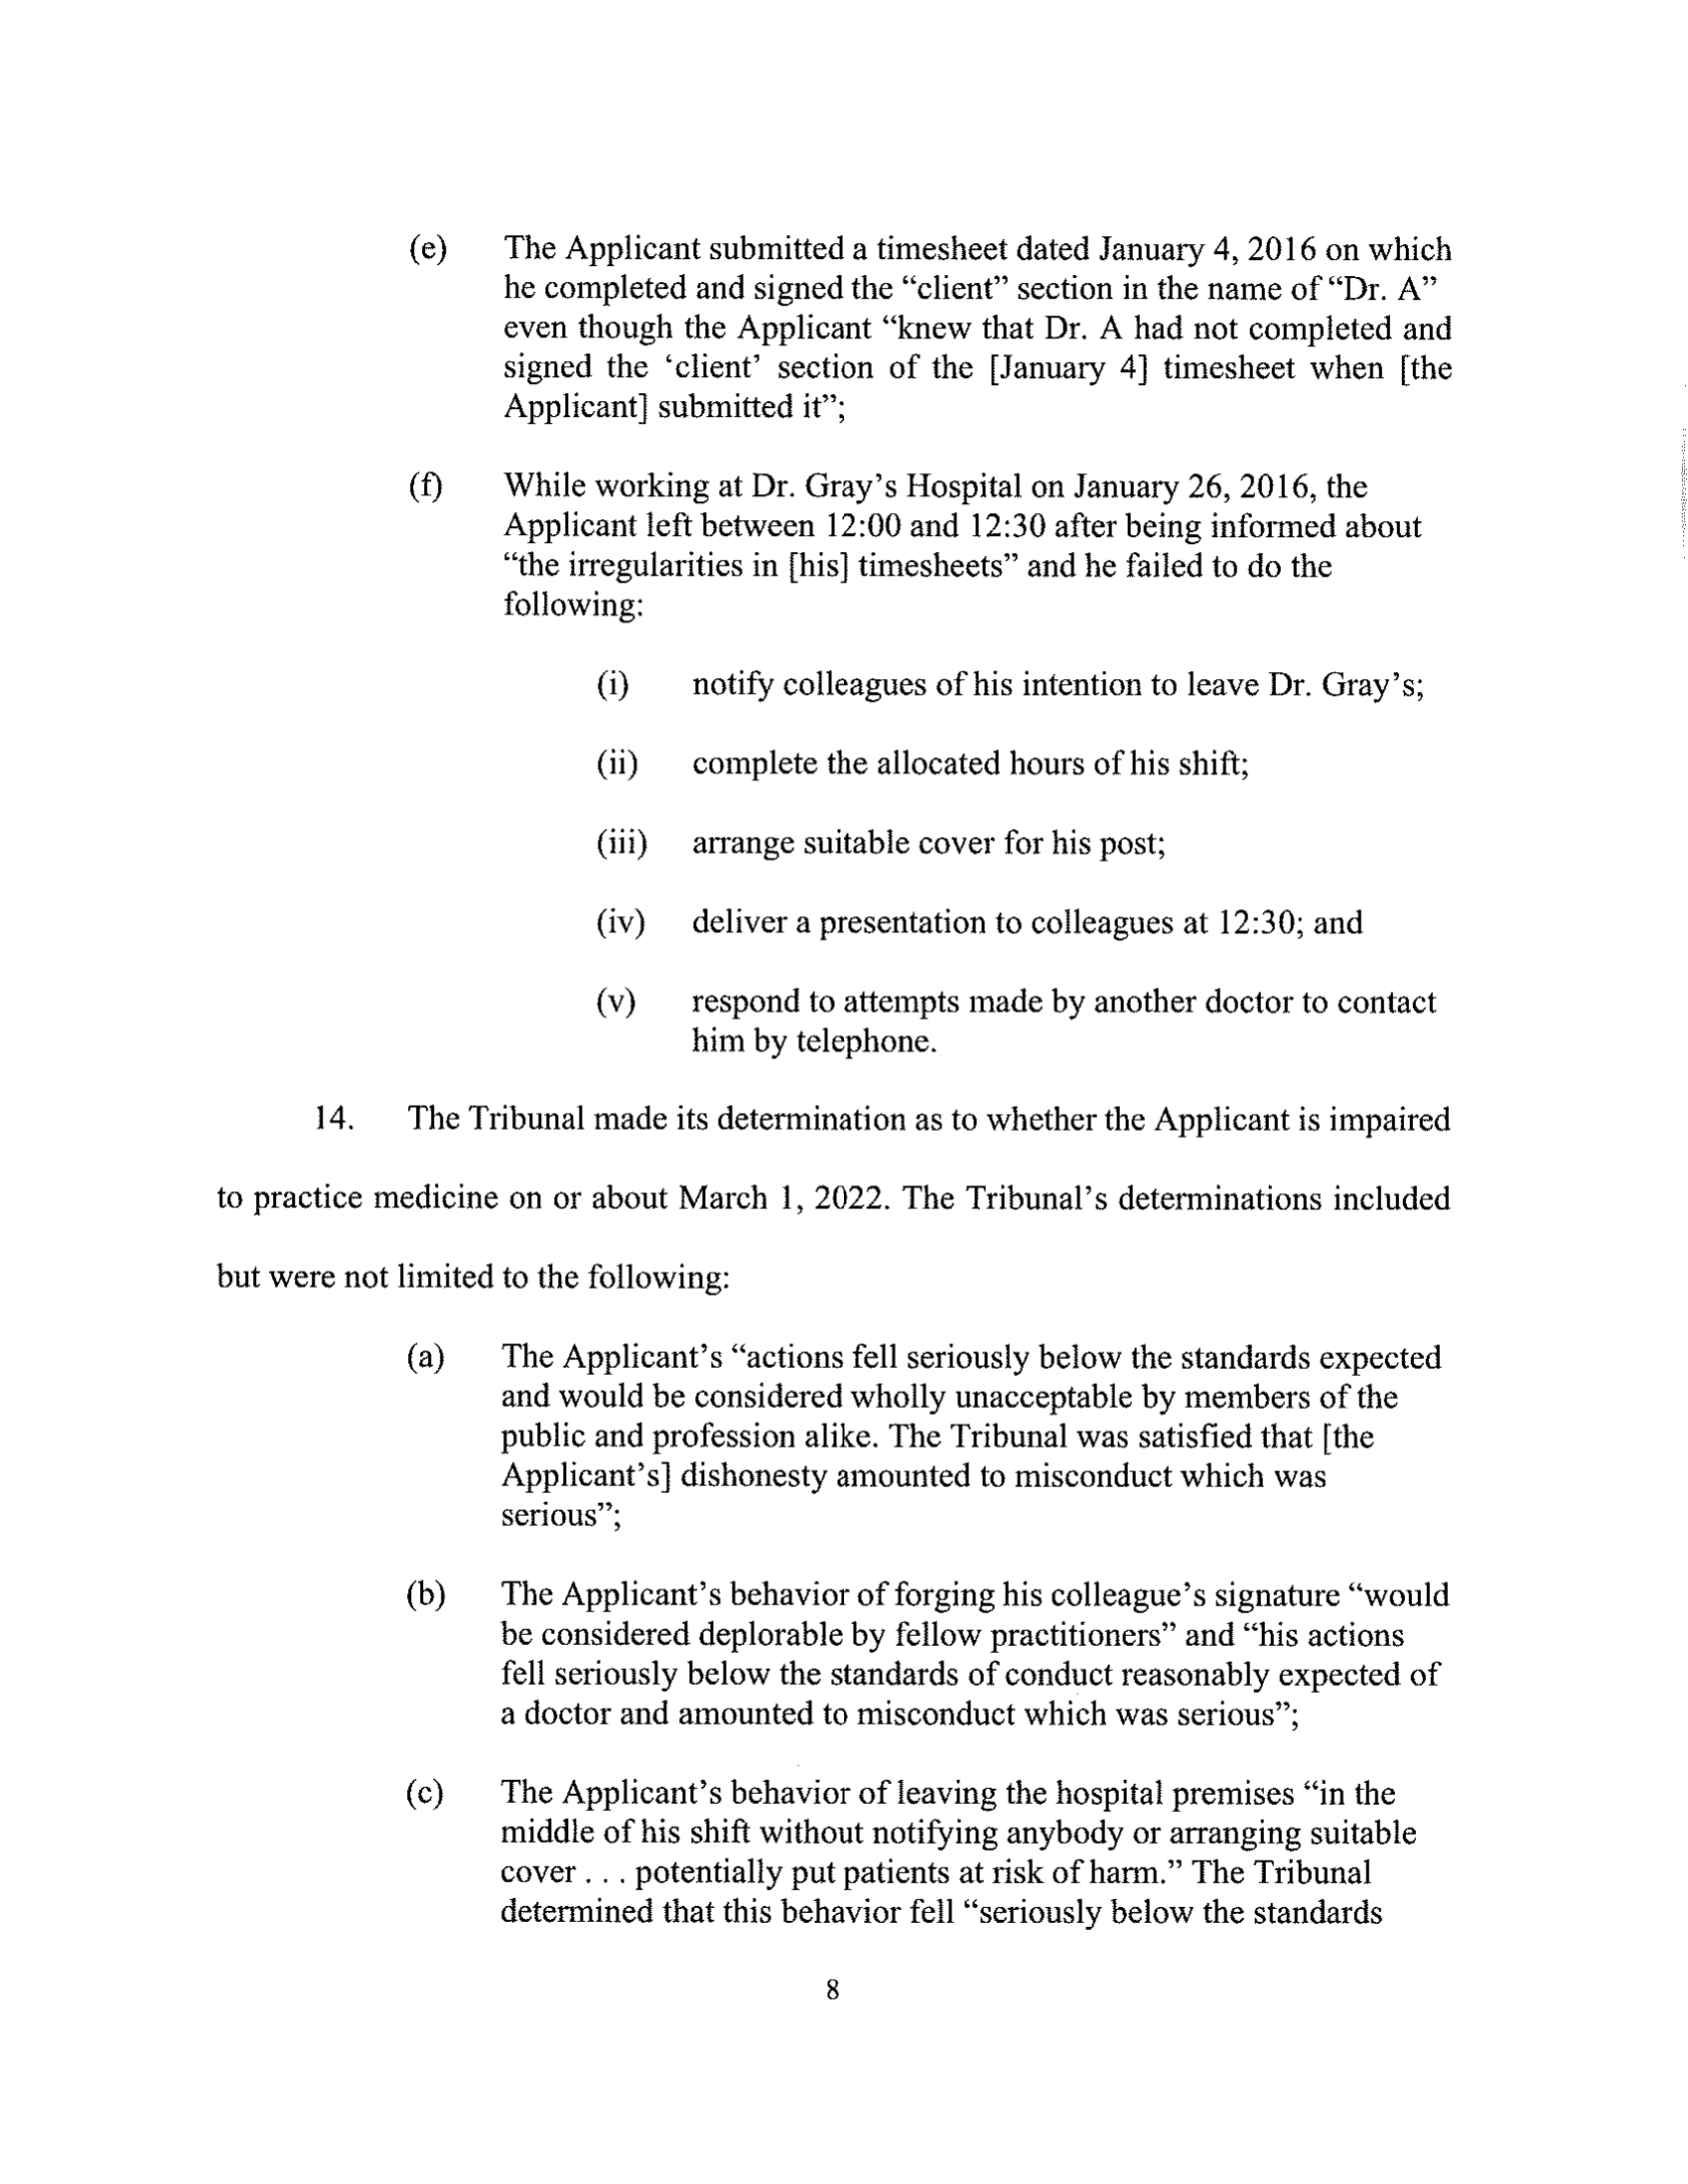 (e) The Applicant submitted a timesheet dated January 4, 2016 on which
he completed and signed the “client” section in the name of “Dr. A”
even though the Applicant “knew that Dr. A had not completed and
signed the ‘client’ section of the [January 4] timesheet when [the
Applicant] submitted it”;
(f) While working at Dr. Gray’s Hospital on January 26, 2016, the
Applicant left between 12:00 and 12:30 after being informed about
“the irregularities in [his] timesheets” and he failed to do the
following:
(i) notify colleagues of his intention to leave Dr. Gray’s;
(ii) complete the allocated hours of his shift;
(iii) arrange suitable cover for his post;
(iv) deliver a presentation to colleagues at 12:30; and
(v) respond to attempts made by another doctor to contact
him by telephone.
14. The Tribunal made its determination as to whether the Applicant is impaired
to practice medicine on or about March 1, 2022. The Tribunal’s determinations included
but were not limited to the following:
(a) The Applicant’s “actions fell seriously below the standards expected
and would be considered wholly unacceptable by members of the
public and profession alike. The Tribunal was satisfied that [the
Applicant’s] dishonesty amounted to misconduct which was
serious”;
(b) The Applicant’s behavior of forging his colleague’s signature “would
be considered deplorable by fellow practitioners” and “his actions
fell seriously below the standards of conduct reasonably expected of
a doctor and amounted to misconduct which was serious”;
(c) The Applicant’s behavior of leaving the hospital premises “in the
middle of his shift without notifying anybody or arranging suitable
cover . . . potentially put patients at risk of harm.” The Tribunal
determined that this behavior fell “seriously below the standards
8